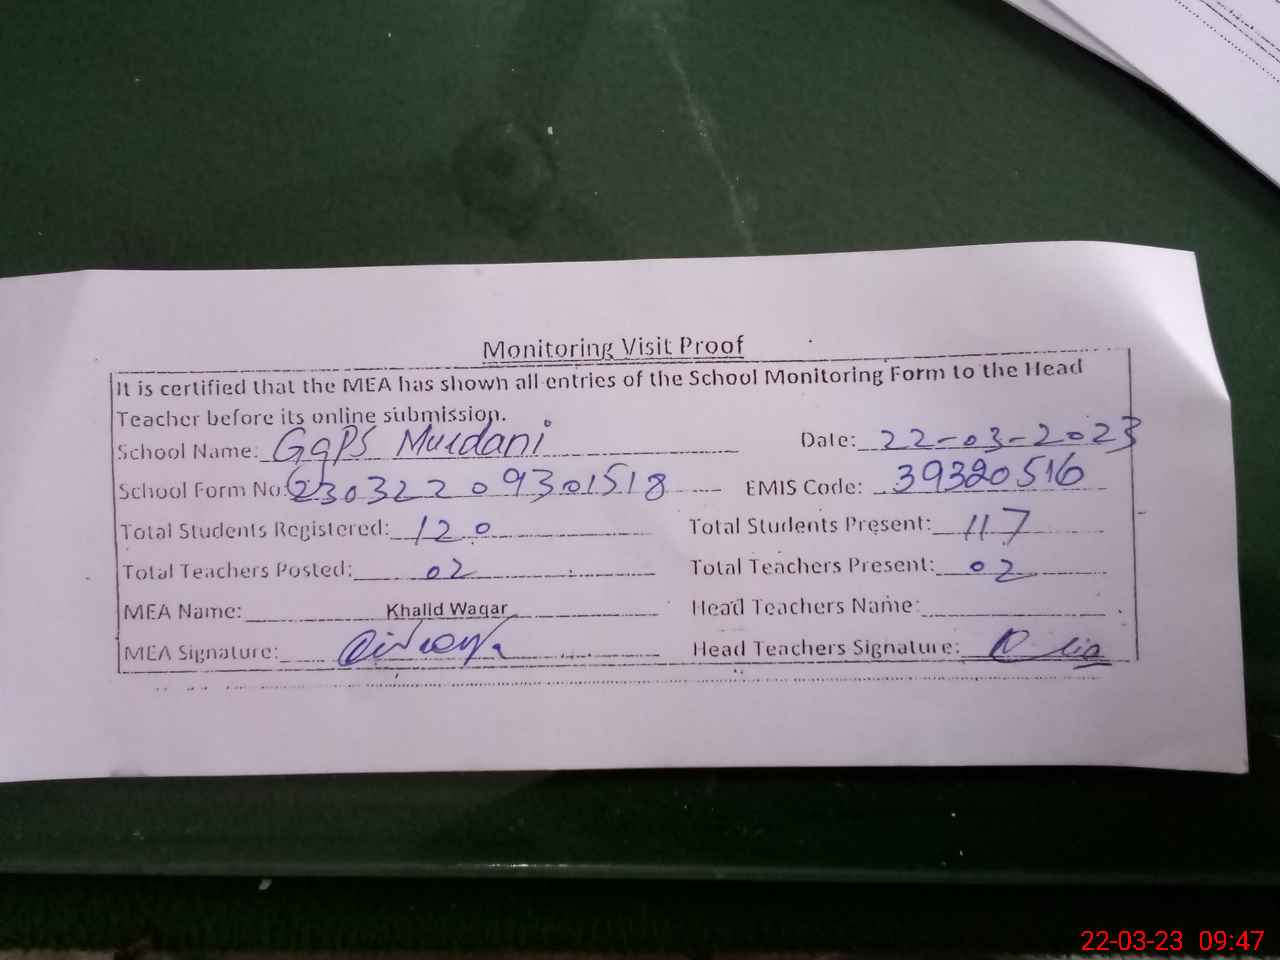 Monitoring Visit Proof
It is certified that the MEA has shown all entries of the School Monitoring Form to the Head
Teacher before its online submission.
School Name: GgPS Murdani Date: 22-03-2023
School Form No: 23032209301518 EMIS Code: 39320516
Total Students Registered: 120 Total Students Present: 117
Total Teachers Posted: 02 Total Teachers Present: 02
MEA Name: Khalid Waqar Head Teachers Name:
MEA Signature: Head Teachers Signature:
22-03-23 09:47